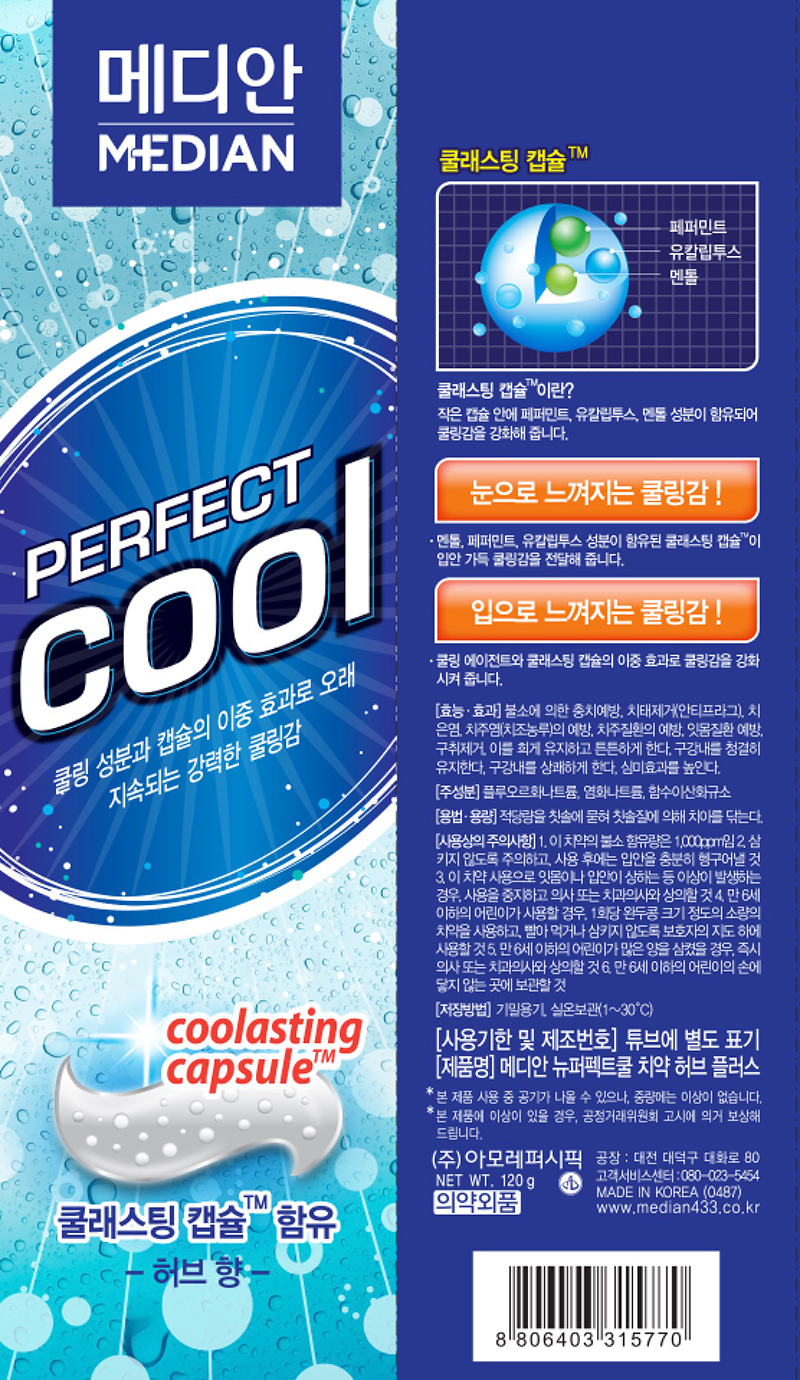 메디안
MEDIAN
PERFECT
COOl
쿨링 성분과 캡슐의 이중 효과로 오래
지속되는 강력한 쿨링감
coolasting
capsule™
쿨래스팅 캡슐™ 함유
- 허브 향 -
쿨래스팅 캡슐™
페퍼민트
유칼립투스
멘톨
쿨래스팅 캡슐™이란?
작은 캡슐 안에 페퍼민트, 유칼립투스, 멘톨 성분이 함유되어
쿨링감을 강화해 줍니다.
눈으로 느껴지는 쿨링감 !
· 멘톨, 페퍼민트, 유칼립투스 성분이 함유된 쿨래스팅 캡슐™이
입안 가득 쿨링감을 전달해 줍니다.
입으로 느껴지는 쿨링감 !
· 쿨링 에이전트와 쿨래스팅 캡슐의 이중 효과로 쿨링감을 강화
시켜 줍니다.
[효능·효과] 불소에 의한 충치예방, 치태제거(안티프라그), 치
은염, 치주염(치조농루)의 예방, 치주질환의 예방, 잇몸질환 예방,
구취제거, 이를 희게 유지하고 튼튼하게 한다, 구강내를 청결히
유지한다, 구강내를 상쾌하게 한다, 심미효과를 높인다.
[주성분] 플루오르화나트륨, 염화나트륨, 함수이산화규소
[용법·용량] 적당량을 칫솔에 묻혀 칫솔질에 의해 치아를 닦는다.
[사용상의 주의사항] 1. 이 치약의 불소 함유량은 1,000ppm임 2. 삼
키지 않도록 주의하고, 사용 후에는 입안을 충분히 헹구어낼 것
3. 이 치약 사용으로 잇몸이나 입안이 상하는 등 이상이 발생하는
경우, 사용을 중지하고 의사 또는 치과의사와 상의할 것 4. 만 6세
이하의 어린이가 사용할 경우, 1회당 완두콩 크기 정도의 소량의
치약을 사용하고, 빨아 먹거나 삼키지 않도록 보호자의 지도 하에
사용할 것 5. 만 6세 이하의 어린이가 많은 양을 삼켰을 경우, 즉시
의사 또는 치과의사와 상의할 것 6. 만 6세 이하의 어린이의 손에
닿지 않는 곳에 보관할 것
[저장방법] 기밀용기, 실온보관(1~30˚C)
[사용기한 및 제조번호] 튜브에 별도 표기
[제품명] 메디안 뉴퍼펙트쿨 치약 허브 플러스
* 본 제품 사용 중 공기가 나올 수 있으나, 중량에는 이상이 없습니다.
* 본 제품에 이상이 있을 경우, 공정거래위원회 고시에 의거 보상해
드립니다.
(주)아모레퍼시픽
NET WT. 120 g
의약외품
공장 : 대전 대덕구 대화로 80
고객서비스센터 : 080-023-5454
MADE IN KOREA (0487)
www.median433.co.kr
8 806403 315770